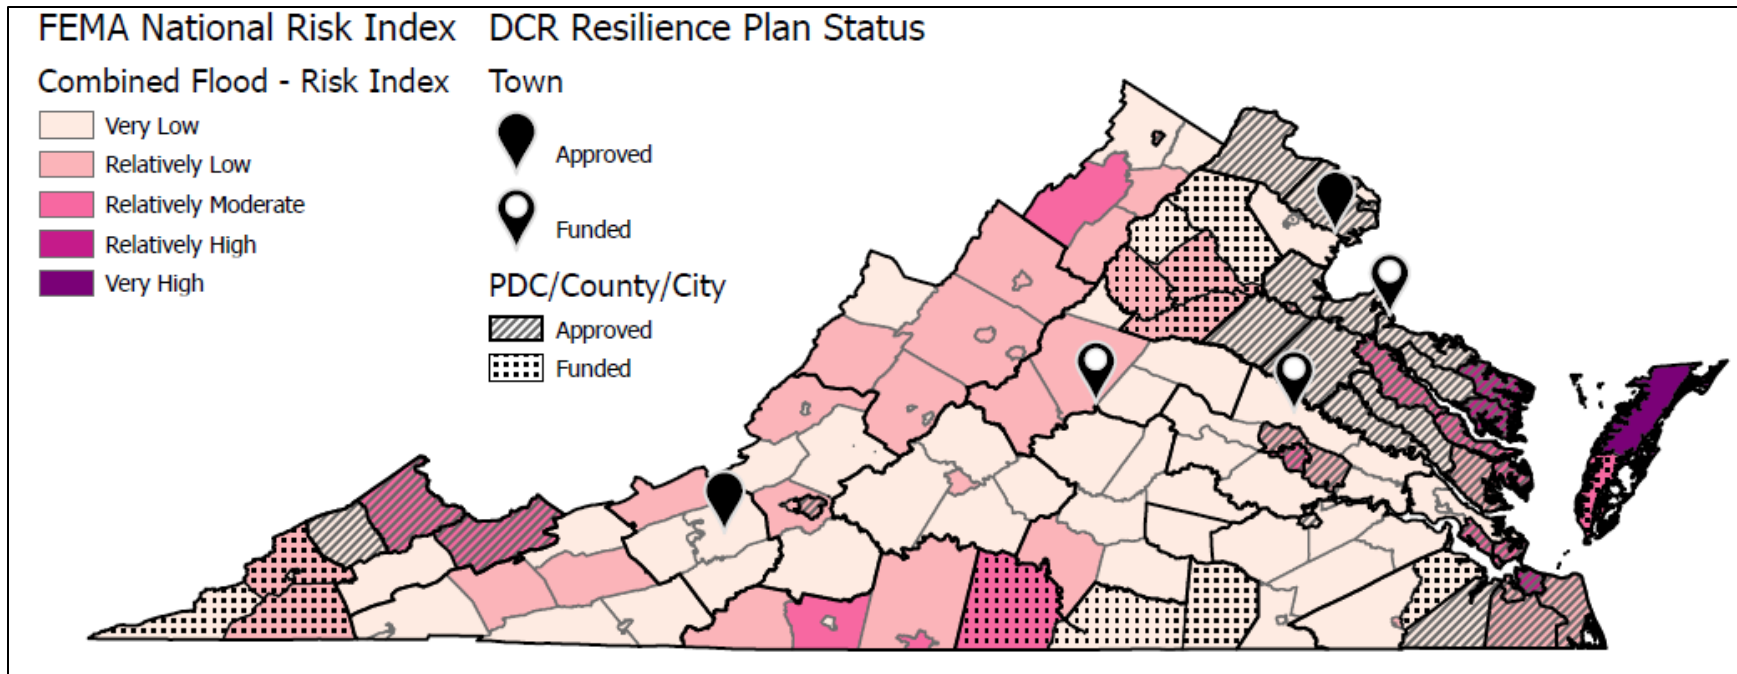 FEMA National Risk Index
Combined Flood - Risk Index
Very Low
Relatively Low
Relatively Moderate
Relatively High
Very High
DCR Resilience Plan Status
Town
Approved
Funded
PDC/County/City
Approved
Funded